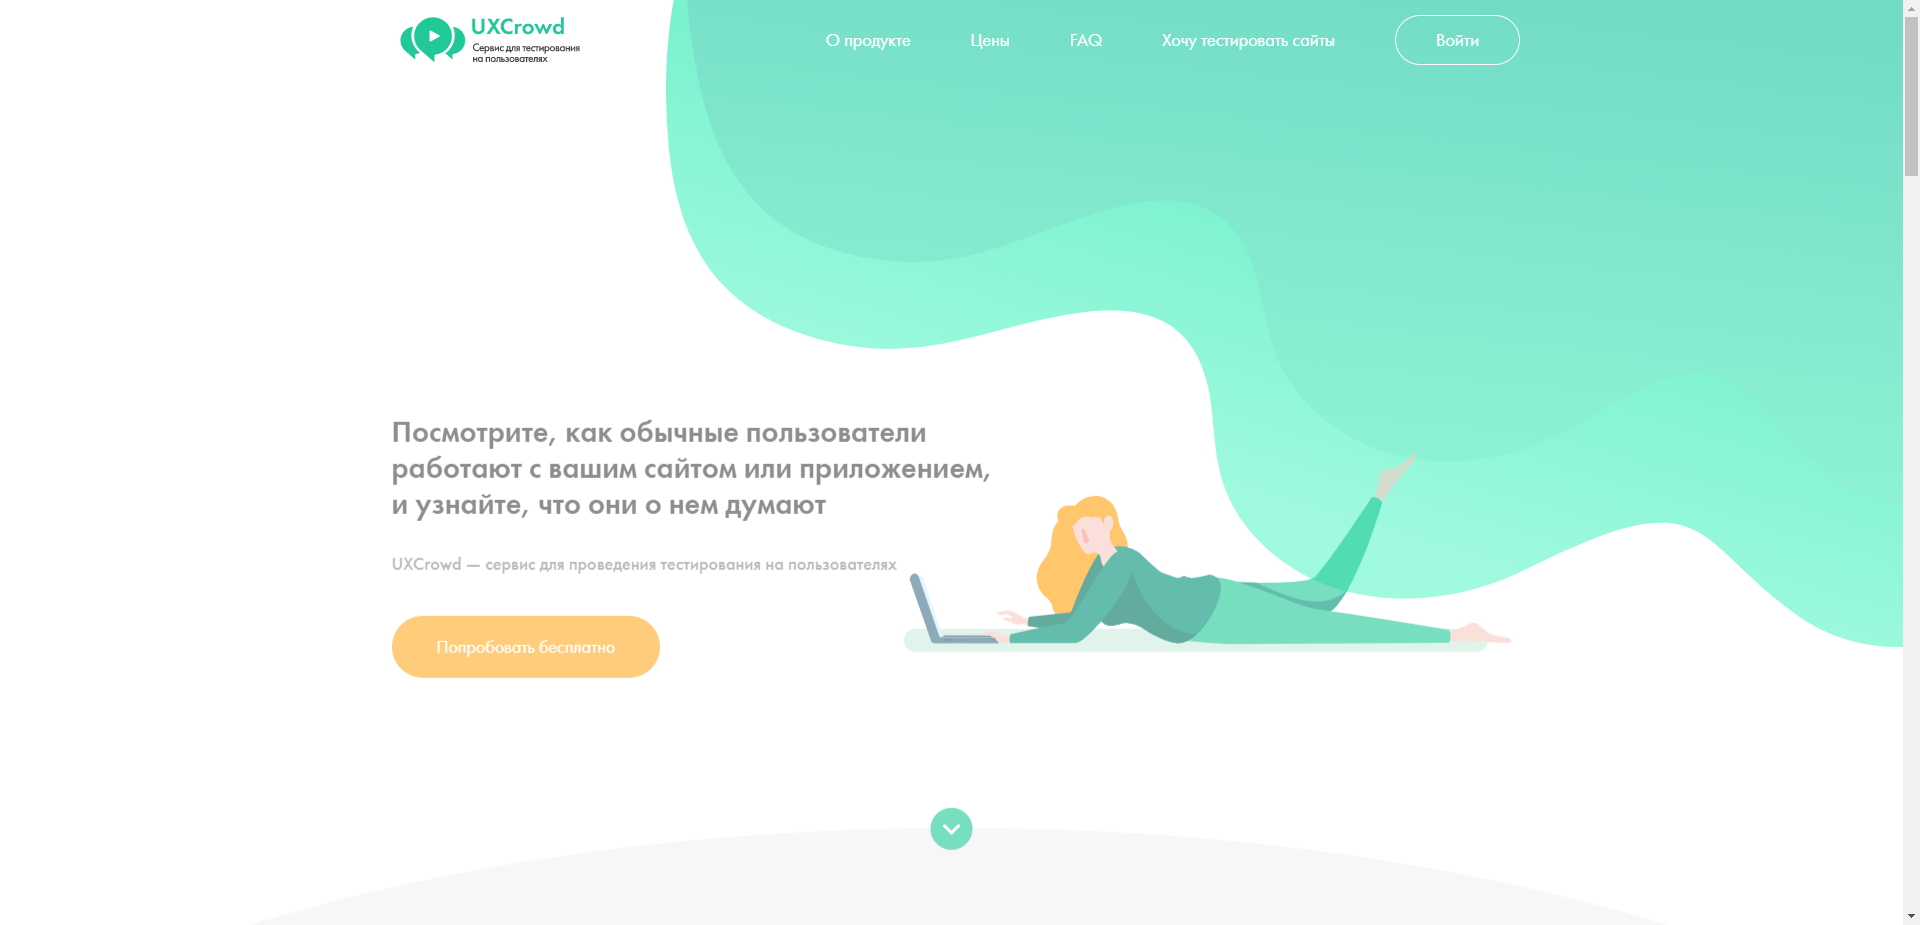 UXCrowd
Сервис для тестирования
на пользователях
О продукте
Цены
FAQ
Хочу тестировать сайты
Войти
Посмотрите, как обычные пользователи
работают с вашим сайтом или приложением,
и узнайте, что они о нем думают
UXCrowd — сервис для проведения тестирования на пользователях
Попробовать бесплатно